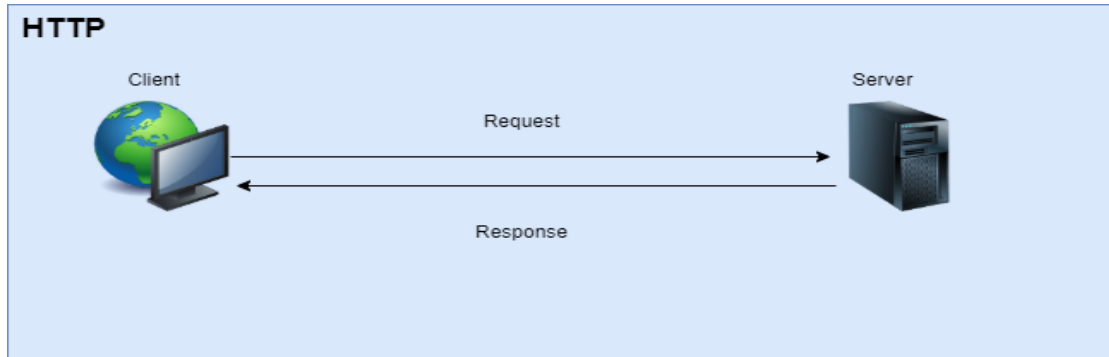 HTTP
Client
Server
Request
Response